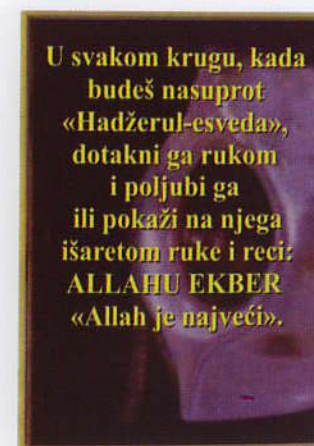 U svakom krugu, kada
budeš nasuprot
«Hadžerul-esveda»,
dotakni ga rukom
i poljubi ga
ili pokaži na njega
išaretom ruke i reci:
ALLAHU EKBER
«Allah je najveći».